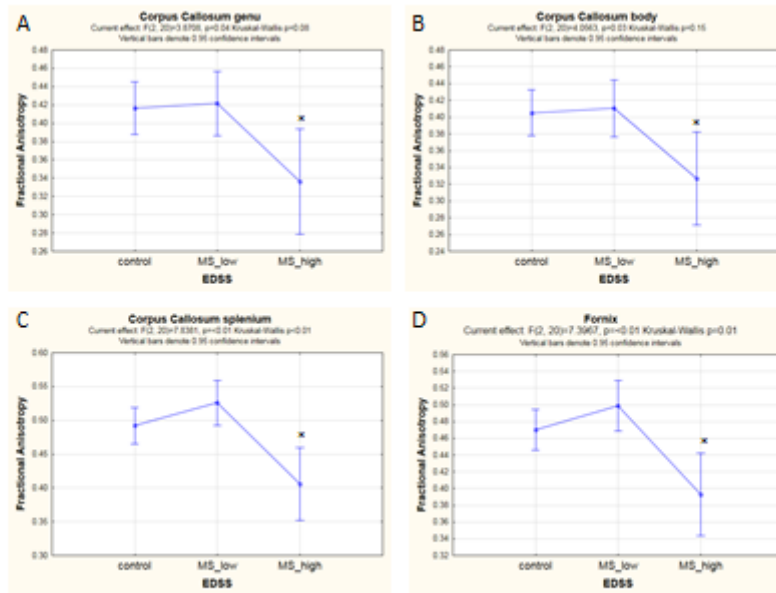 A
Corpus Callosum genu
Current effect: F(2, 20)=3.8708, p=0.04 Kruskal-Wallis p=0.08
Vertical bars denote 0.95 confidence intervals
Fractional Anisotropy
0.48
0.46
0.44
0.42
0.40
0.38
0.36
0.34
0.32
0.30
0.28
0.26
*
control MS_low MS_high
EDSS
B
Corpus Callosum body
Current effect: F(2, 20)=4.0563, p=0.03 Kruskal-Wallis p=0.15
Vertical bars denote 0.95 confidence intervals
Fractional Anisotropy
0.48
0.46
0.44
0.42
0.40
0.38
0.36
0.34
0.32
0.30
0.28
0.26
0.24
*
control MS_low MS_high
EDSS
C
Corpus Callosum splenium
Current effect: F(2, 20)=7.8361, p=<0.01 Kruskal-Wallis p=0.01
Vertical bars denote 0.95 confidence intervals
Fractional Anisotropy
0.60
0.55
0.50
0.45
0.40
0.35
0.30
*
control MS_low MS_high
EDSS
D
Fornix
Current effect: F(2, 20)=7.3967, p=<0.01 Kruskal-Wallis p=0.01
Vertical bars denote 0.95 confidence intervals
Fractional Anisotropy
0.56
0.54
0.52
0.50
0.48
0.46
0.44
0.42
0.40
0.38
0.36
0.34
0.32
*
control MS_low MS_high
EDSS